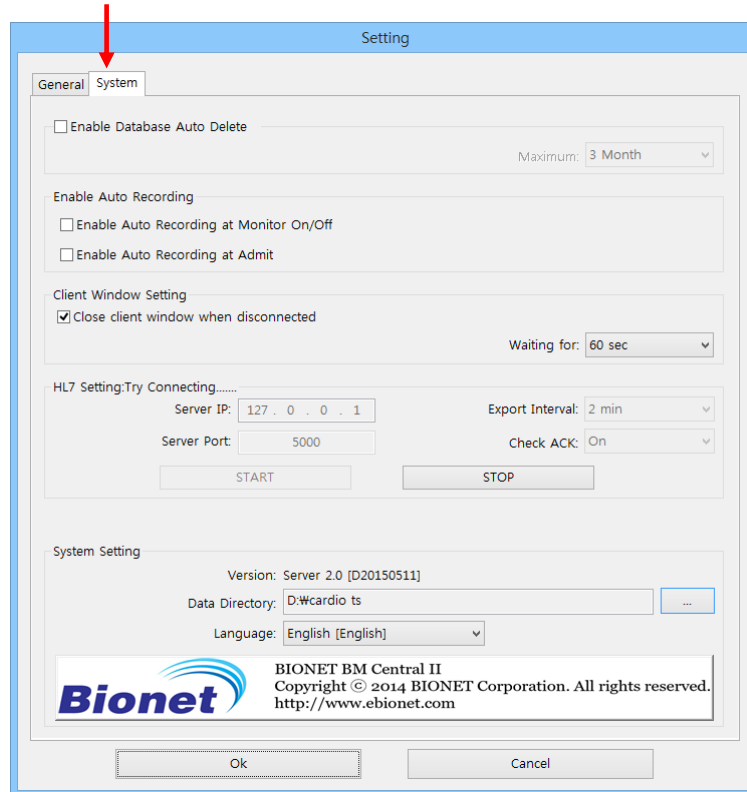 Setting
General System
Enable Database Auto Delete
Maximum: 3 Month
Enable Auto Recording
Enable Auto Recording at Monitor On/Off
Enable Auto Recording at Admit
Client Window Setting
Close client window when disconnected
Waiting for: 60 sec
HL7 Setting:Try Connecting.......
Server IP: 127 . 0 . 0 . 1 Export Interval: 2 min
Server Port: 5000 Check ACK: On
START STOP
System Setting
Version: Server 2.0 [D20150511]
Data Directory: D:₩cardio ts ...
Language: English [English]
Bionet
BIONET BM Central II
Copyright ⓒ 2014 BIONET Corporation. All rights reserved.
http://www.ebionet.com
Ok Cancel